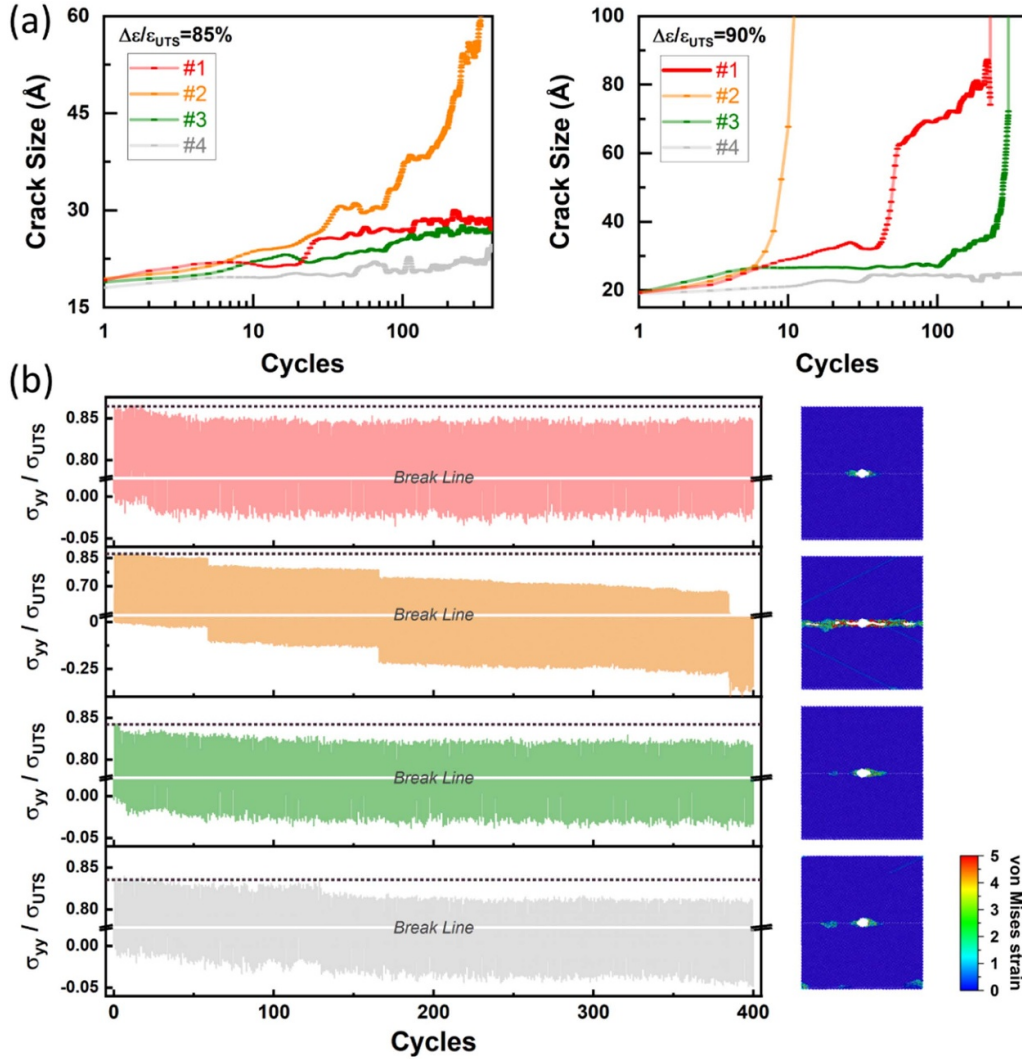 (a)
Δε/ε_UTS=85%
#1
#2
#3
#4
60
45
30
15
Crack Size (Å)
1
10
100
Cycles
Δε/ε_UTS=90%
#1
#2
#3
#4
100
80
60
40
20
Crack Size (Å)
1
10
100
Cycles
(b)
σyy / σUTS
0.85
0.80
0.00
-0.05
Break Line
σyy / σUTS
0.85
0.70
0
-0.25
Break Line
σyy / σUTS
0.85
0.80
0.00
-0.05
Break Line
σyy / σUTS
0.80
0.00
-0.05
Break Line
0
100
200
300
400
Cycles
5
4
3
2
1
0
von Mises strain